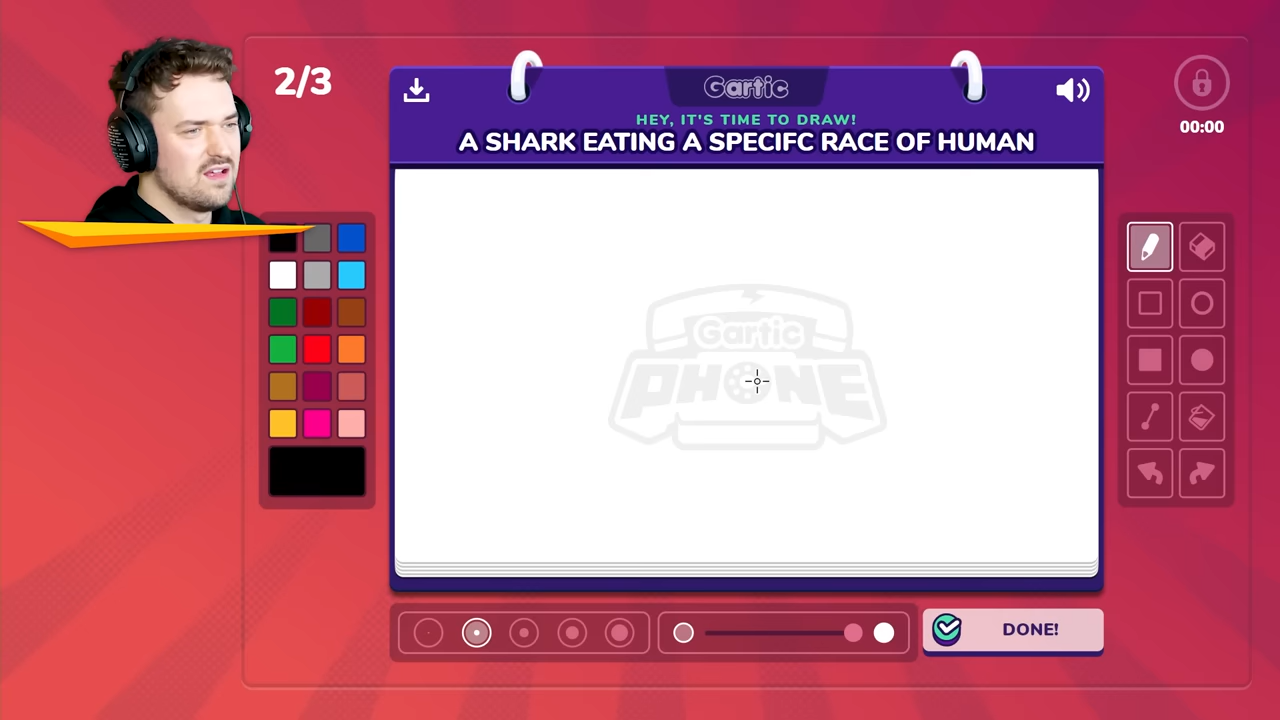 2/3
Gartic
HEY, IT'S TIME TO DRAW!
A SHARK EATING A SPECIFC RACE OF HUMAN
00:00
Gartic
PHONE
DONE!